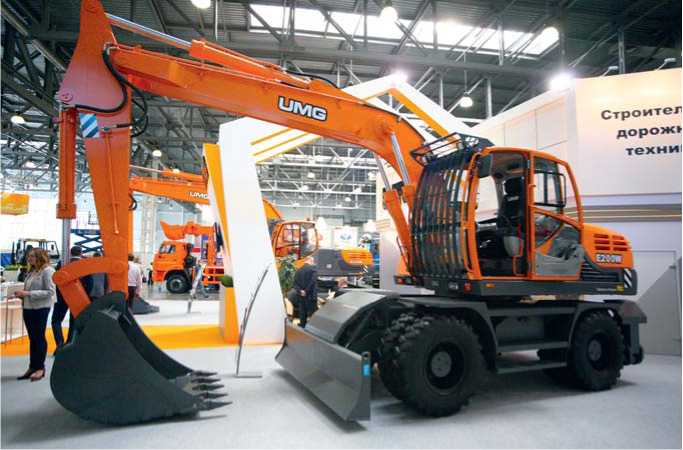 UMG
Строител
дорожн
техни
UMG
E200W